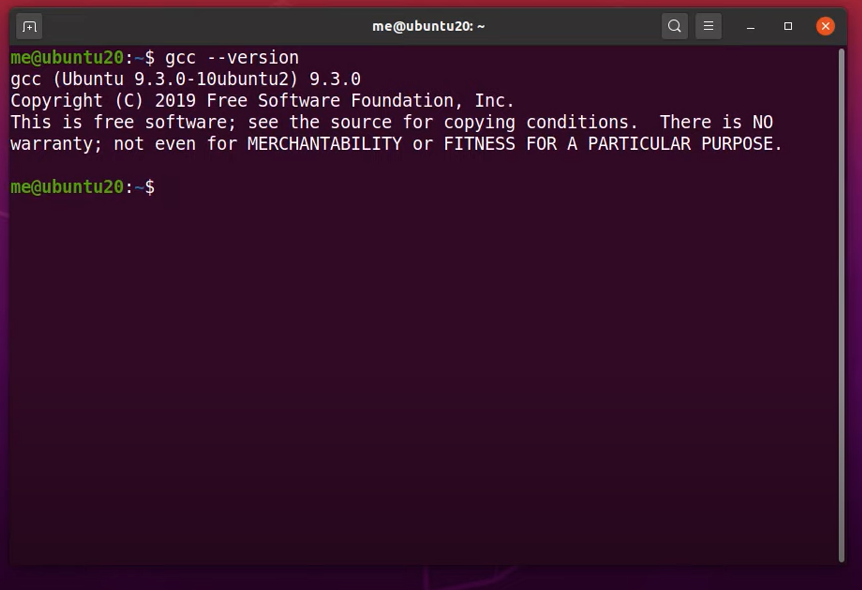 me@ubuntu20: ~
me@ubuntu20:~$ gcc --version
gcc (Ubuntu 9.3.0-10ubuntu2) 9.3.0
Copyright (C) 2019 Free Software Foundation, Inc.
This is free software; see the source for copying conditions.  There is NO
warranty; not even for MERCHANTABILITY or FITNESS FOR A PARTICULAR PURPOSE.
me@ubuntu20:~$